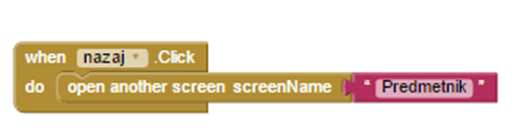 when nazaj .Click
do open another screen screenName " Predmetnik "